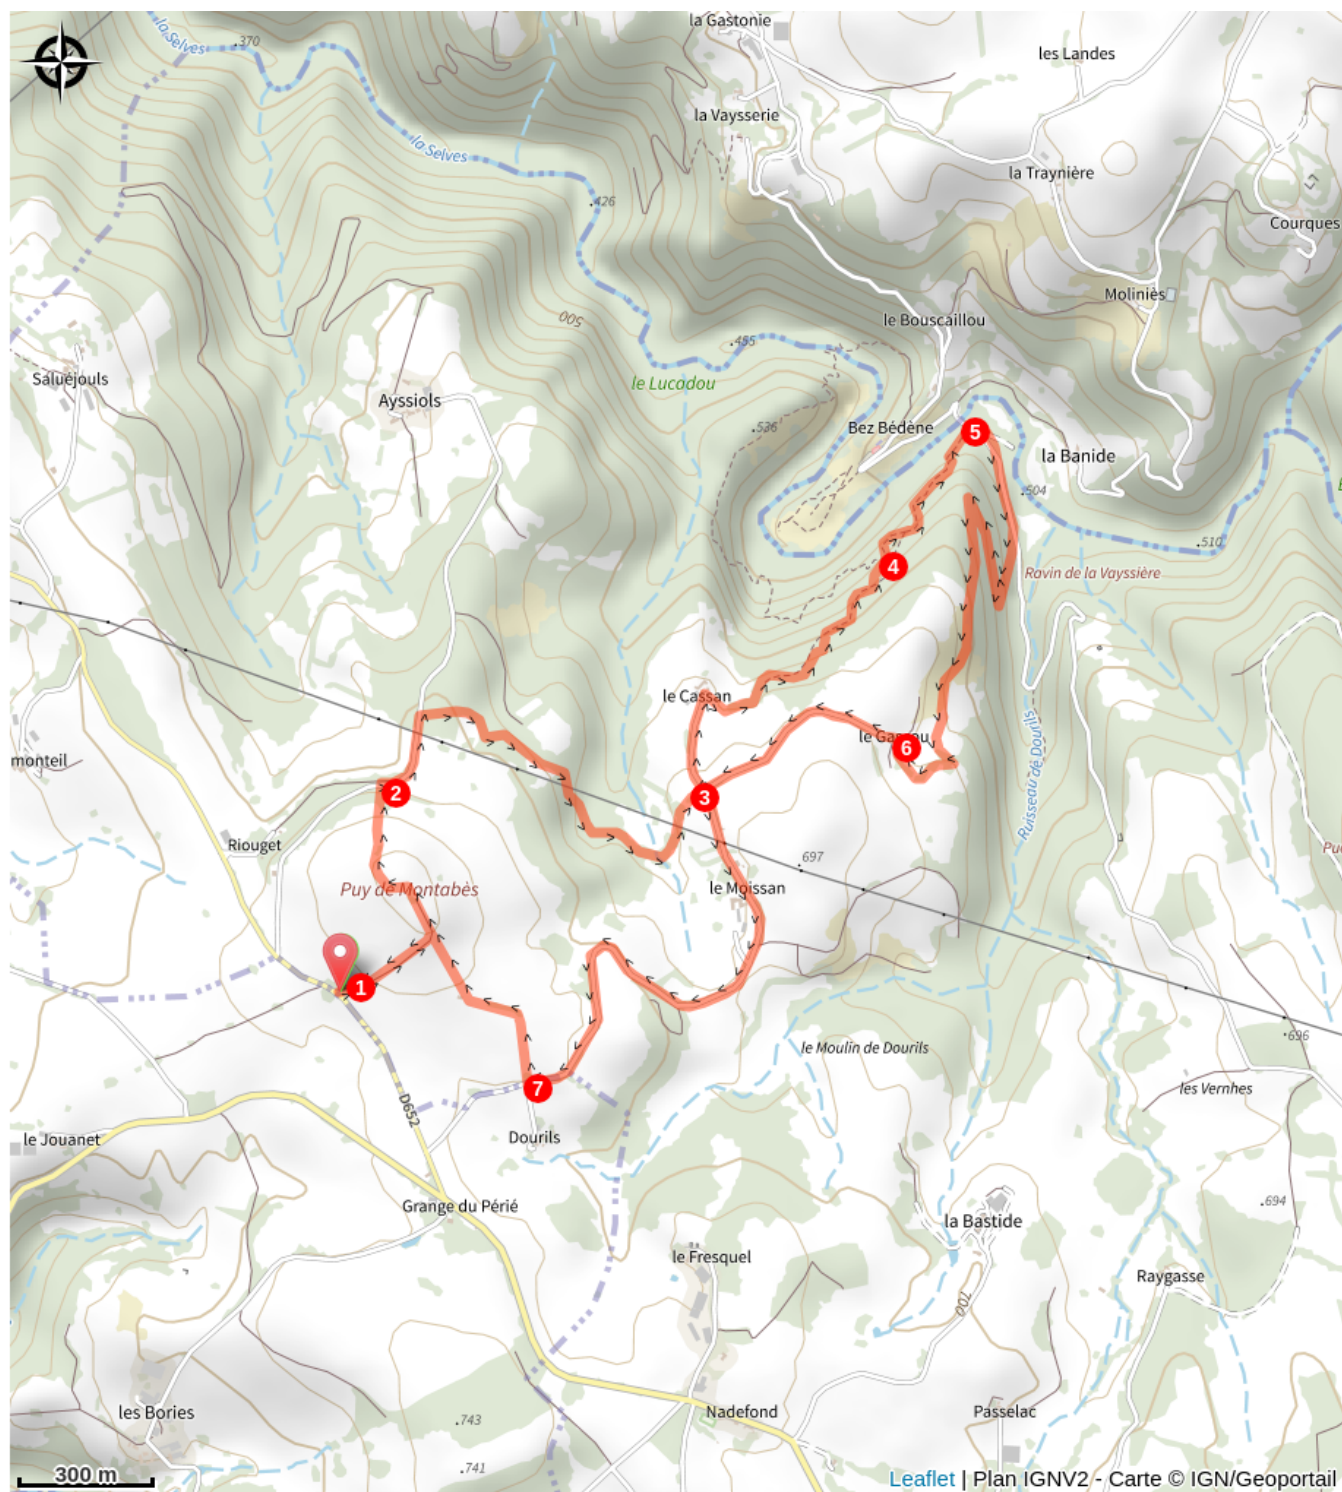 la Gastonie
la Selves
.370
les Landes
la Vaysserie
la Selves
la Traynière
L7
.426
Courques
Moliniès
500
le Bouscaillou
.455
Saluéjouls
le Lucadou
Ayssiols
.536
Bez Bédène
5
la Banide
.504
.510
4
Ravin de la Vayssière
le Cassan
le Gassou
6
monteil
2
3
Ruisseau de Dourils
Riouget
697
Puy de Montabès
le Moissan
1
.696
le Moulin de Dourils
7
les Vernhes
D652
Dourils
le Jouanet
Grange du Périé
.694
la Bastide
le Fresquel
Raygasse
700
les Bories
.743
Nadefond
Passelac
.741
300 m
Leaflet | Plan IGNV2 - Carte © IGN/Geoportail